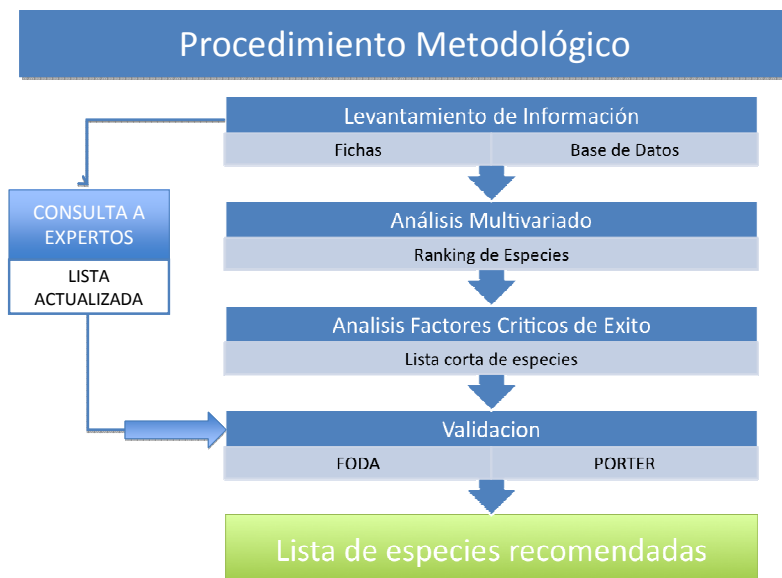 Procedimiento Metodológico
Levantamiento de Información
Fichas
Base de Datos
CONSULTA A
EXPERTOS
LISTA
ACTUALIZADA
Análisis Multivariado
Ranking de Especies
Analisis Factores Criticos de Exito
Lista corta de especies
Validacion
FODA
PORTER
Lista de especies recomendadas